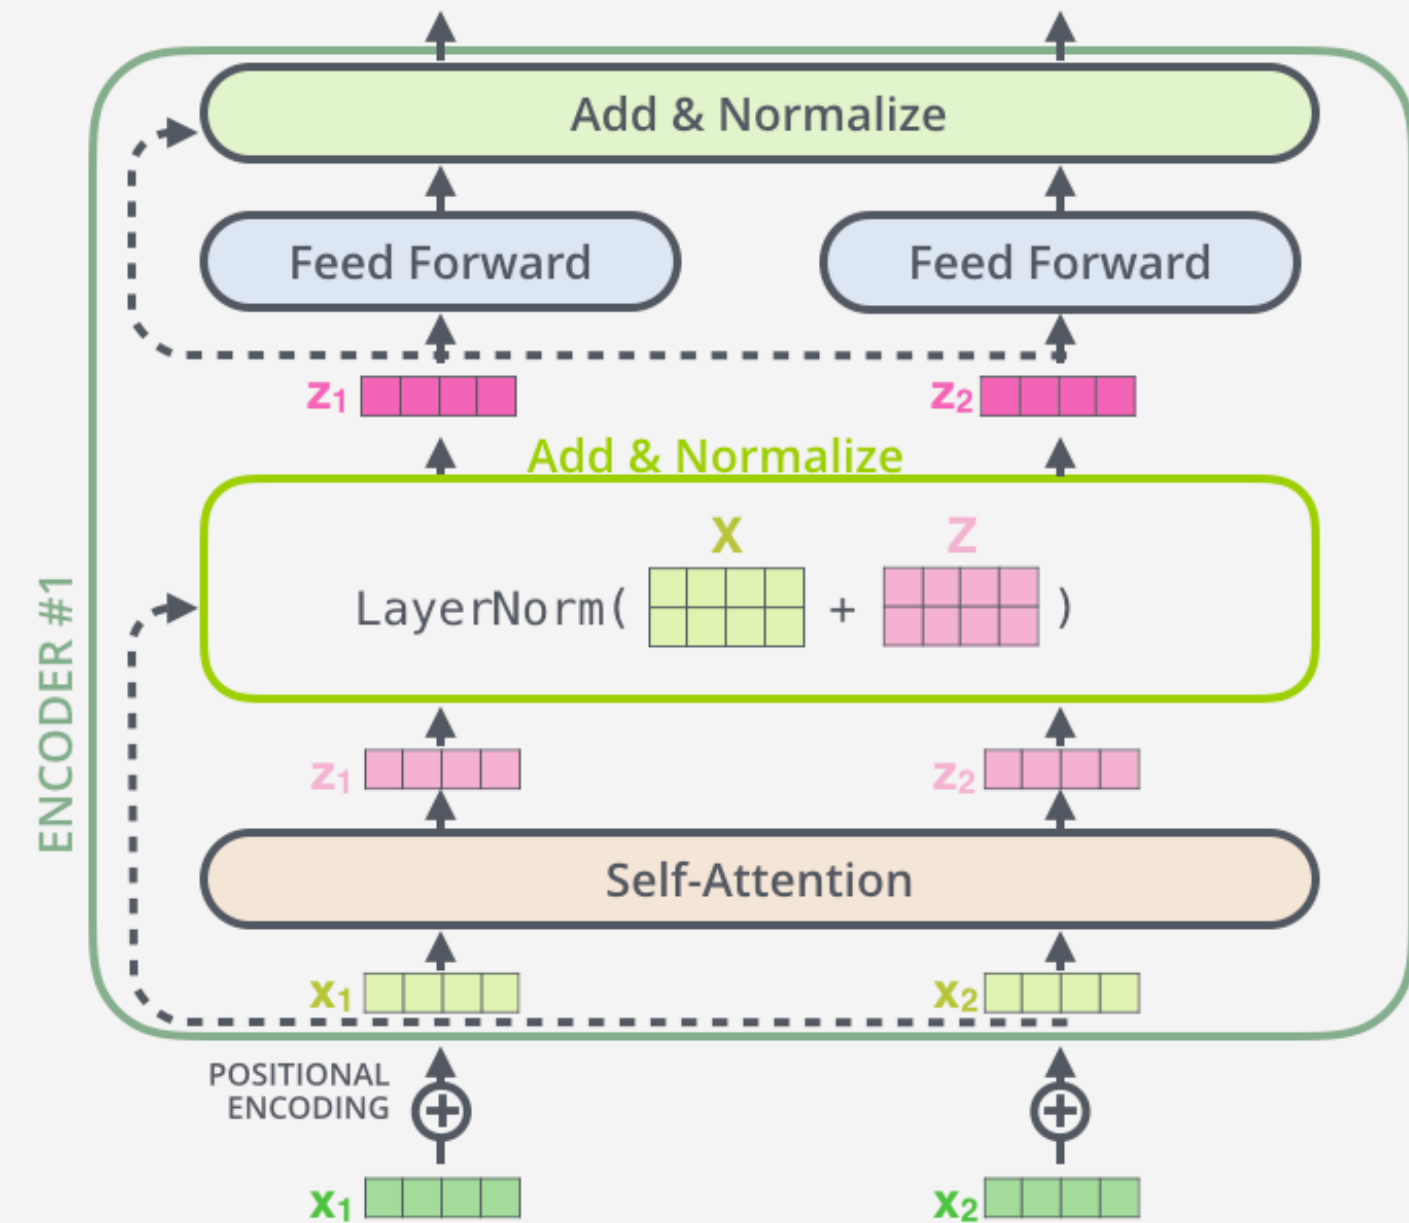 Add & Normalize
Feed Forward
Feed Forward
z1
z2
Add & Normalize
X
Z
LayerNorm(
+
)
ENCODER #1
z1
z2
Self-Attention
x1
x2
POSITIONAL
ENCODING
x1
x2